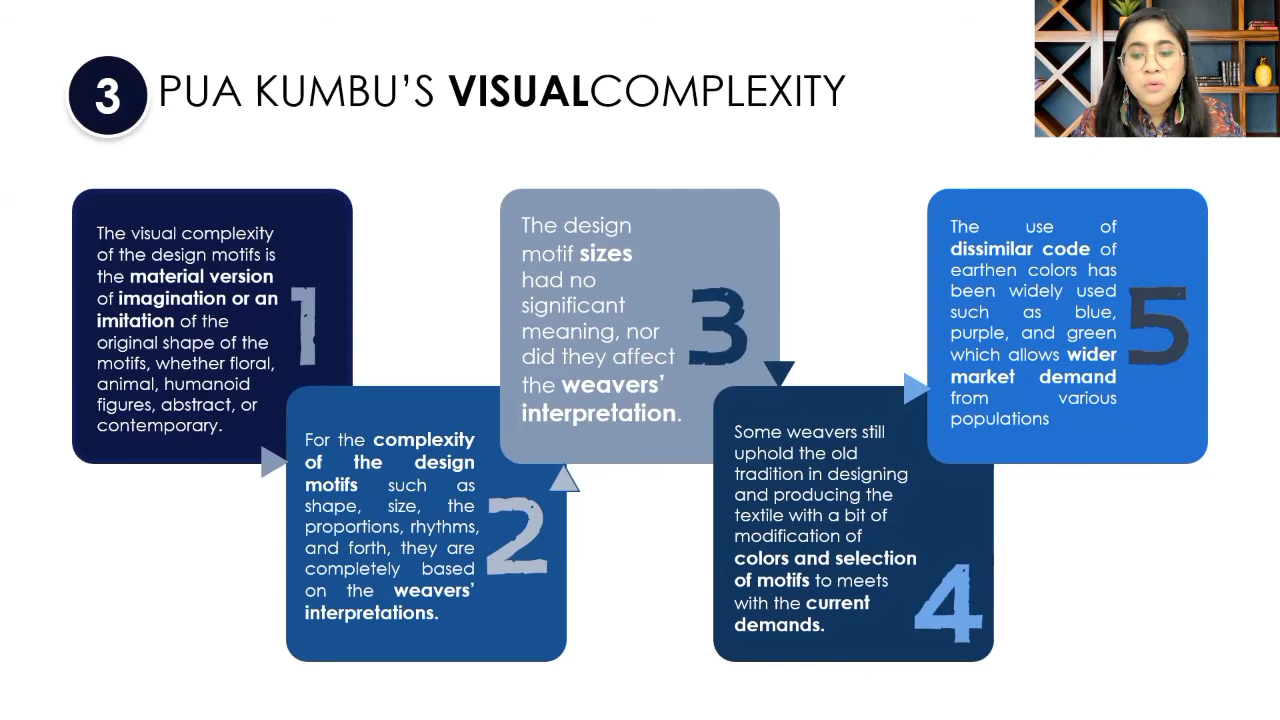 3 PUA KUMBU'S VISUALCOMPLEXITY
The visual complexity
of the design motifs is
the material version
of imagination or an
imitation of the
original shape of the
motifs, whether floral,
animal, humanoid
figures, abstract, or
contemporary.
1
For the complexity
of the design
motifs such as
shape, size, the
proportions, rhythms,
and forth, they are
completely based
on the weavers'
interpretations.
2
The design
motif sizes
had no
significant
meaning, nor
did they affect
the weavers'
interpretation.
3
Some weavers still
uphold the old
tradition in designing
and producing the
textile with a bit of
modification of
colors and selection
of motifs to meets
with the current
demands.
4
The use of
dissimilar code of
earthen colors has
been widely used
such as blue,
purple, and green
which allows wider
market demand
from various
populations
5